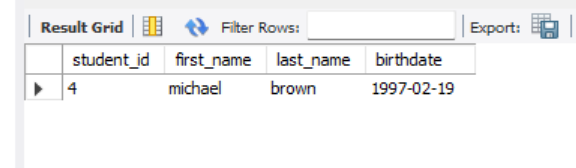 Result Grid Filter Rows: Export:
student_id first_name last_name birthdate
4 michael brown 1997-02-19